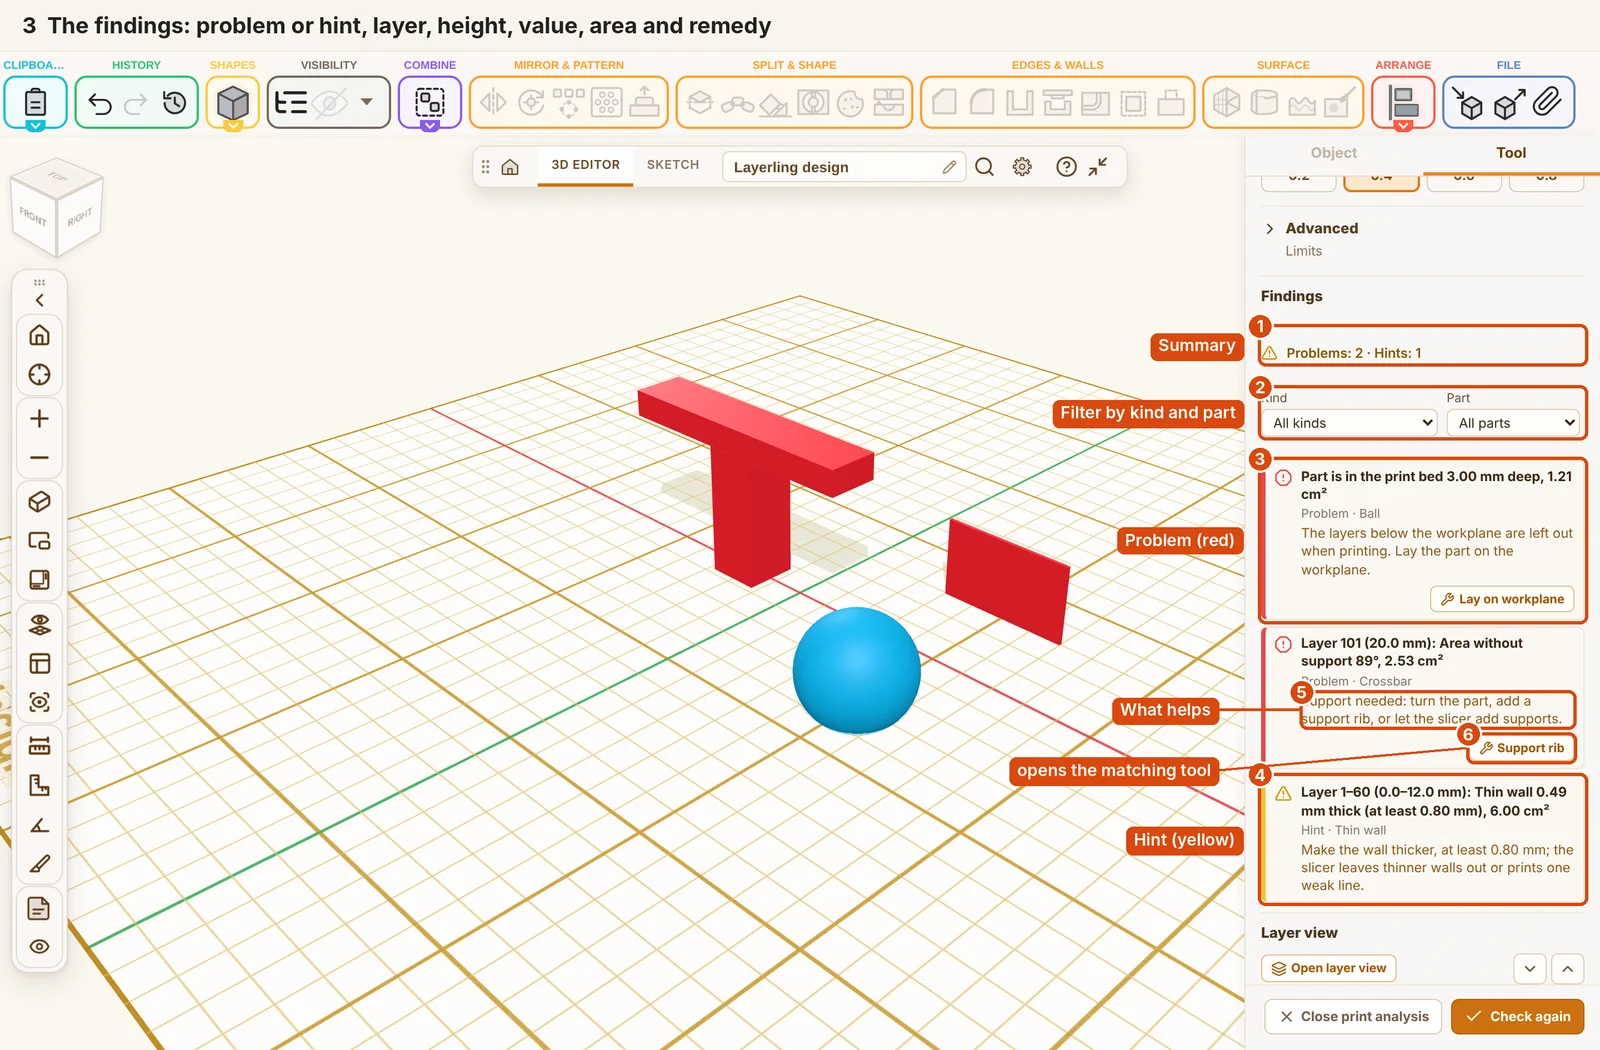 3 The findings: problem or hint, layer, height, value, area and remedy
CLIPBOA...
HISTORY
SHAPES
VISIBILITY
COMBINE
MIRROR & PATTERN
SPLIT & SHAPE
EDGES & WALLS
SURFACE
ARRANGE
FILE
TOP
FRONT
RIGHT
3D EDITOR
SKETCH
Layerling design
Object
Tool
Advanced
Limits
Findings
1
Summary
Problems: 2 · Hints: 1
2
Filter by kind and part
Kind
Part
All kinds
All parts
3
Problem (red)
Part is in the print bed 3.00 mm deep, 1.21
cm²
Problem · Ball
The layers below the workplane are left out
when printing. Lay the part on the
workplane.
Lay on workplane
Layer 101 (20.0 mm): Area without
support 89°, 2.53 cm²
Problem · Crossbar
5
What helps
Support needed: turn the part, add a
support rib, or let the slicer add supports.
6
opens the matching tool
Support rib
4
Hint (yellow)
Layer 1–60 (0.0–12.0 mm): Thin wall 0.49
mm thick (at least 0.80 mm), 6.00 cm²
Hint · Thin wall
Make the wall thicker, at least 0.80 mm; the
slicer leaves thinner walls out or prints one
weak line.
Layer view
Open layer view
Close print analysis
Check again